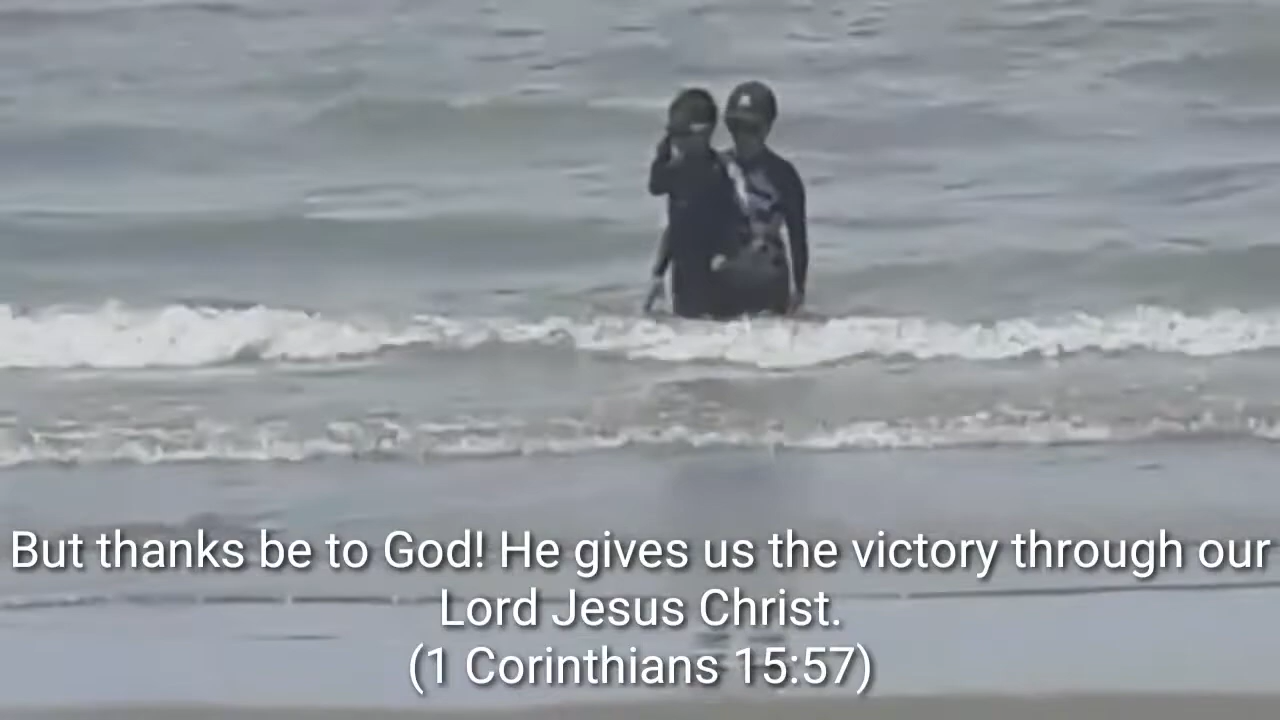 But thanks be to God! He gives us the victory through our
Lord Jesus Christ.
(1 Corinthians 15:57)